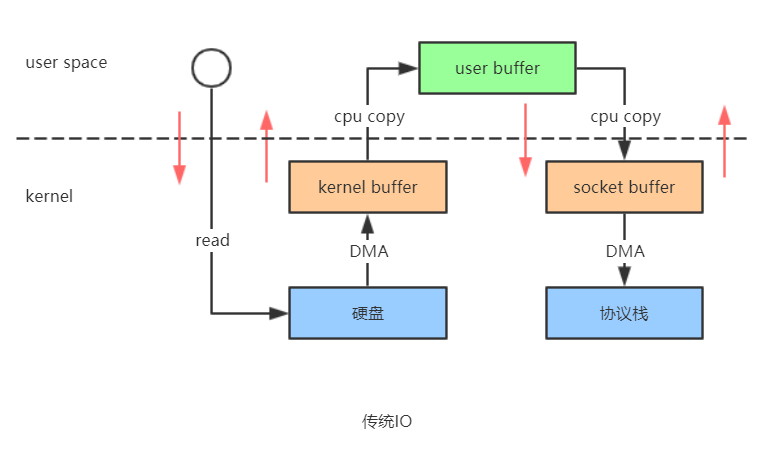 user space
user buffer
cpu copy
cpu copy
kernel buffer
socket buffer
kernel
read
DMA
DMA
硬盘
协议栈
传统IO